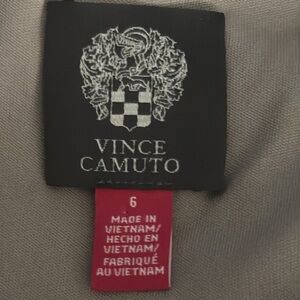 VINCE
CAMUTO
6
MADE IN
VIETNAM/
HECHO EN
VIETNAM/
FABRIQUÉ
AU VIETNAM